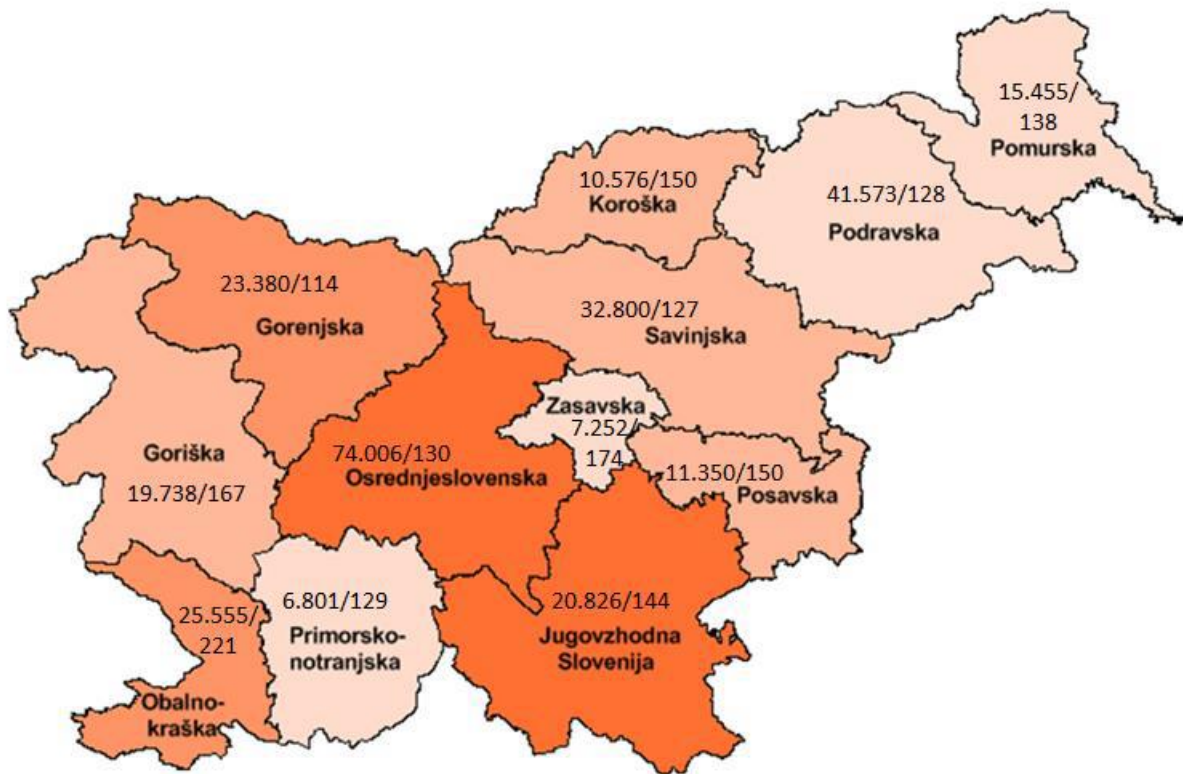 15.455/
138
Pomurska
10.576/150
Koroška
41.573/128
Podravska
23.380/114
Gorenjska
32.800/127
Savinjska
Zasavska
7.252/
174
Goriška
19.738/167
74.006/130
Osrednjeslovenska
11.350/150
Posavska
25.555/
221
Obalno-
kraška
6.801/129
Primorsko-
notranjska
20.826/144
Jugovzhodna
Slovenija